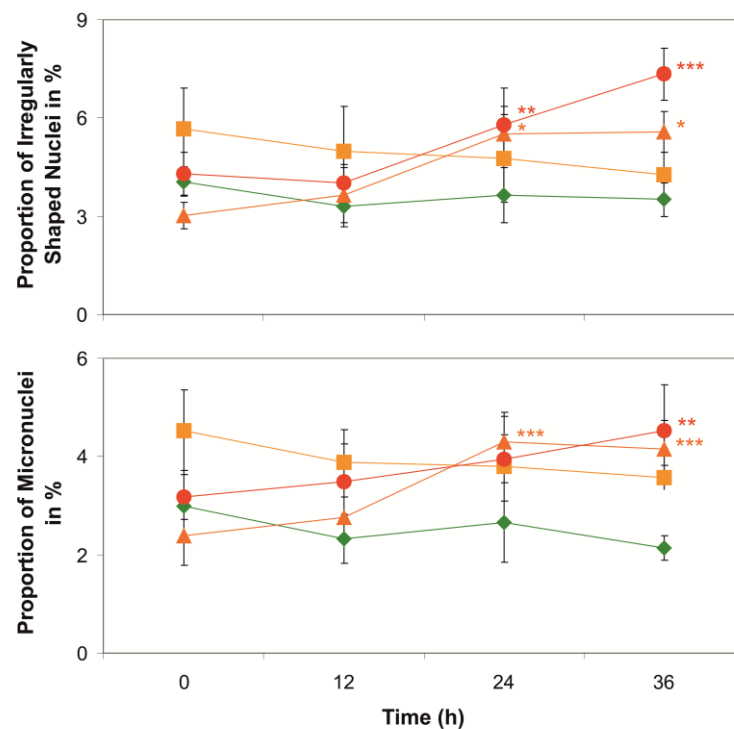 Proportion of Irregularly
Shaped Nuclei in %
9
6
3
0
**
*
***
*
Proportion of Micronuclei
in %
6
4
2
0
***
**
***
0 12 24 36
Time (h)